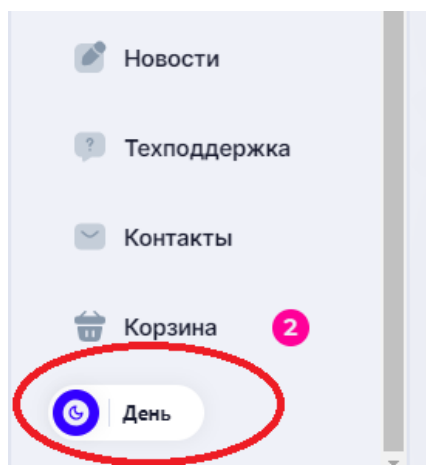 Новости
?
Техподдержка
Контакты
Корзина 2
День